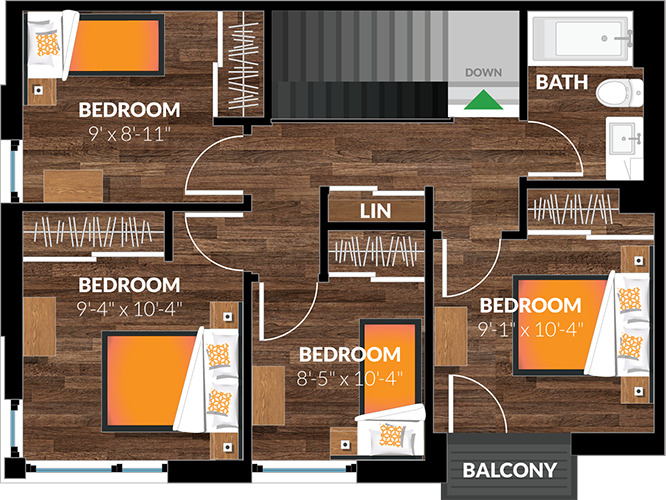 DOWN
BATH
BEDROOM
9' x 8'-11"
LIN
BEDROOM
9'-4" x 10'-4"
BEDROOM
9'-1" x 10'-4"
BEDROOM
8'-5" x 10'-4"
BALCONY